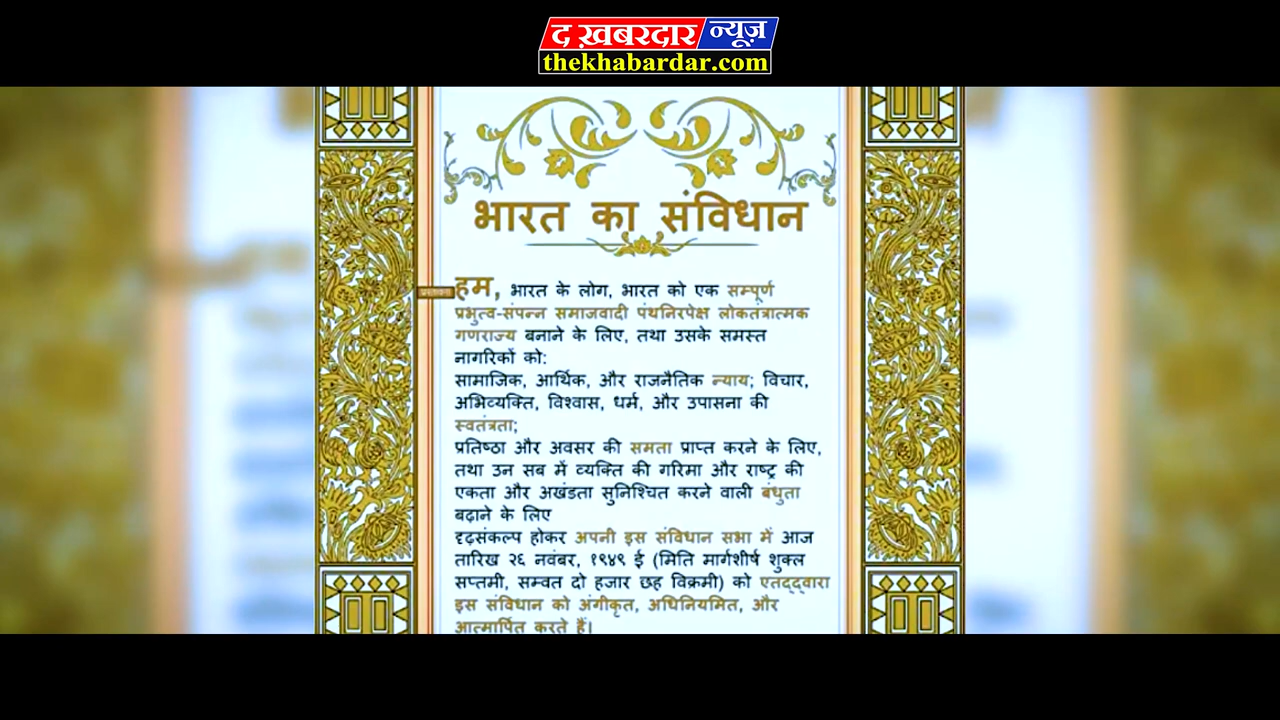 द ख़बरदार न्यूज़
thekhabardar.com
भारत का संविधान
हम, भारत के लोग, भारत को एक सम्पूर्ण
प्रभुत्व-संपन्न समाजवादी पंथनिरपेक्ष लोकतंत्रात्मक
गणराज्य बनाने के लिए, तथा उसके समस्त
नागरिकों को:
सामाजिक, आर्थिक, और राजनैतिक न्याय; विचार,
अभिव्यक्ति, विश्वास, धर्म, और उपासना की
स्वतंत्रता;
प्रतिष्ठा और अवसर की समता प्राप्त करने के लिए,
तथा उन सब में व्यक्ति की गरिमा और राष्ट्र की
एकता और अखंडता सुनिश्चित करने वाली बंधुता
बढ़ाने के लिए
दृढ़संकल्प होकर अपनी इस संविधान सभा में आज
तारिख २६ नवंबर, १९४९ ई (मिति मार्गशीर्ष शुक्ल
सप्तमी, सम्वत दो हजार छह विक्रमी) को एतद्द्वारा
इस संविधान को अंगीकृत, अधिनियमित, और
आत्मार्पित करते हैं।